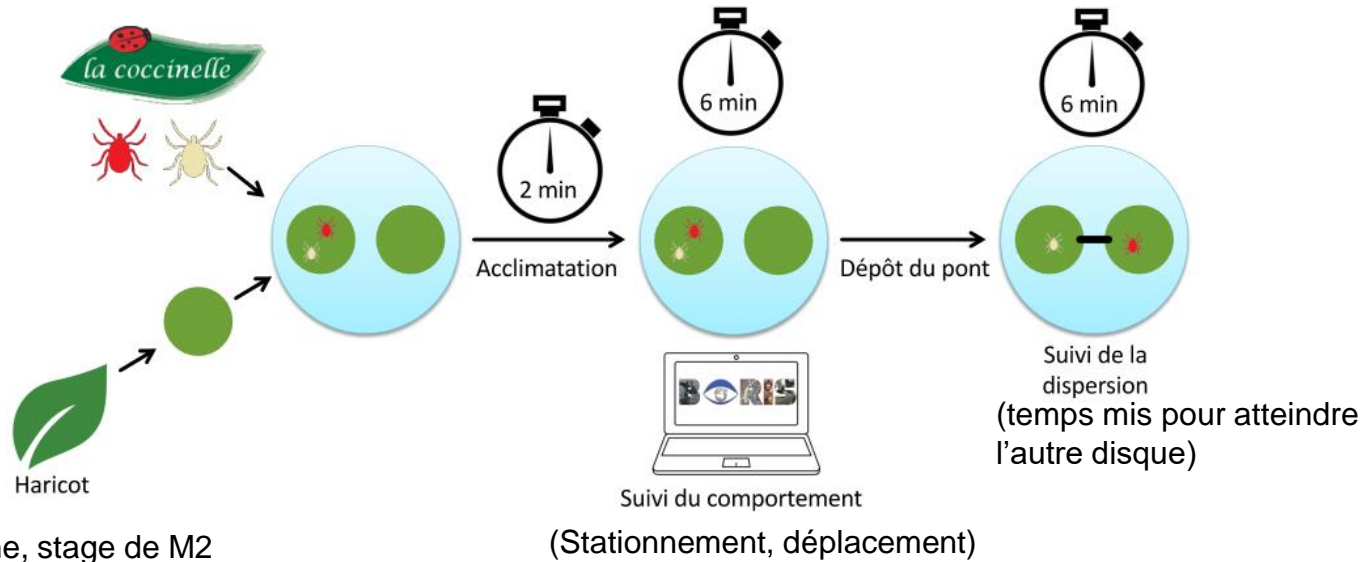 la coccinelle
6 min
6 min
2 min
Acclimatation
Dépôt du pont
Suivi de la
dispersion
(temps mis pour atteindre
l’autre disque)
BORIS
Haricot
Suivi du comportement
(Stationnement, déplacement)
ne, stage de M2